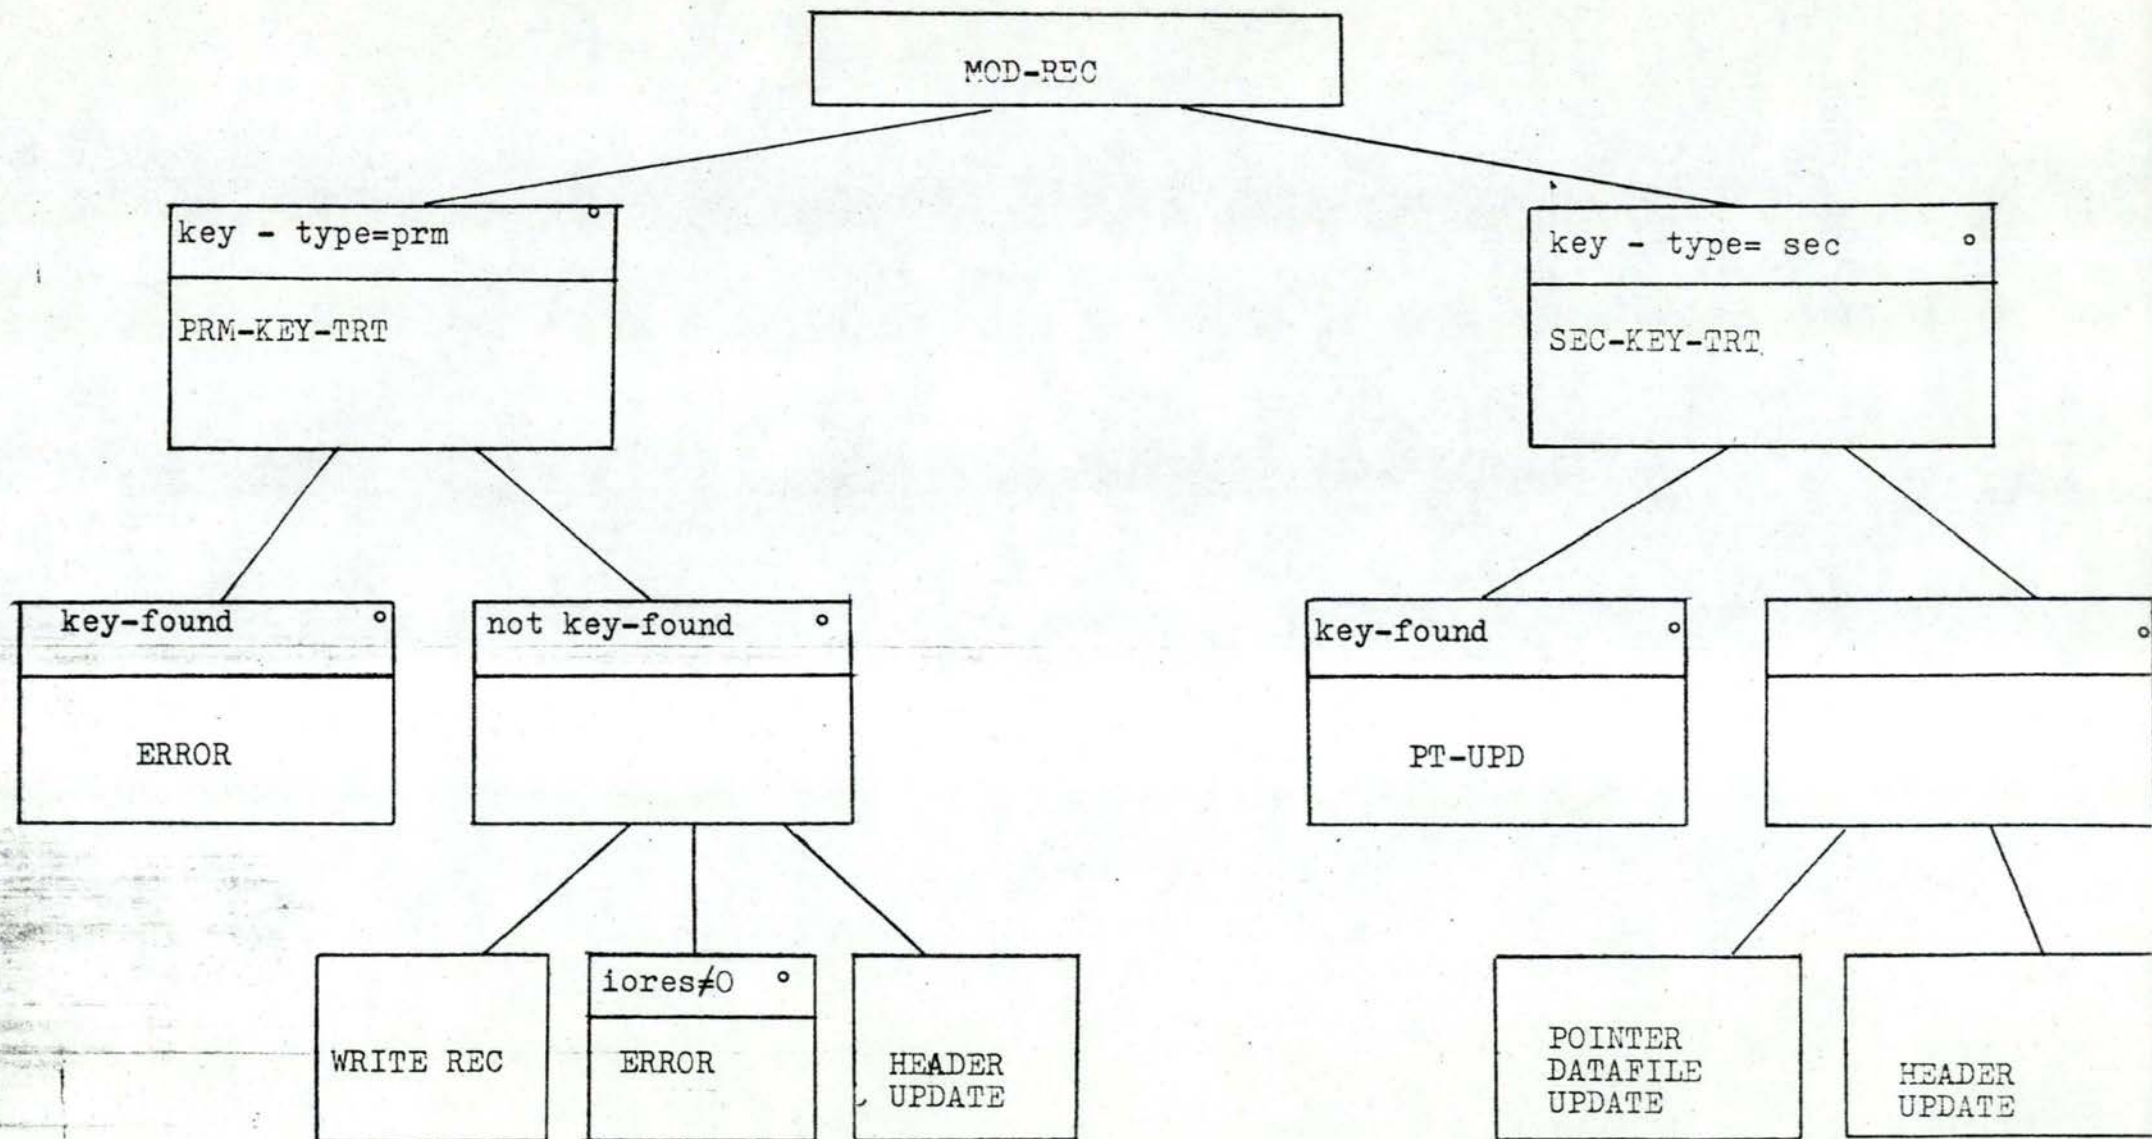 MOD-REC
key - type=prm
PRM-KEY-TRT
key - type= sec
SEC-KEY-TRT
key-found
ERROR
not key-found
key-found
PT-UPD
WRITE REC
iores≠0
ERROR
HEADER
UPDATE
POINTER
DATAFILE
UPDATE
HEADER
UPDATE